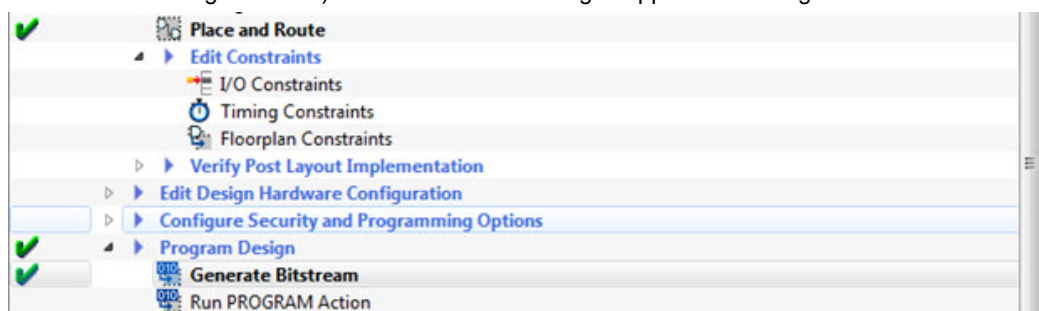 Place and Route
Edit Constraints
I/O Constraints
Timing Constraints
Floorplan Constraints
Verify Post Layout Implementation
Edit Design Hardware Configuration
Configure Security and Programming Options
Program Design
Generate Bitstream
Run PROGRAM Action